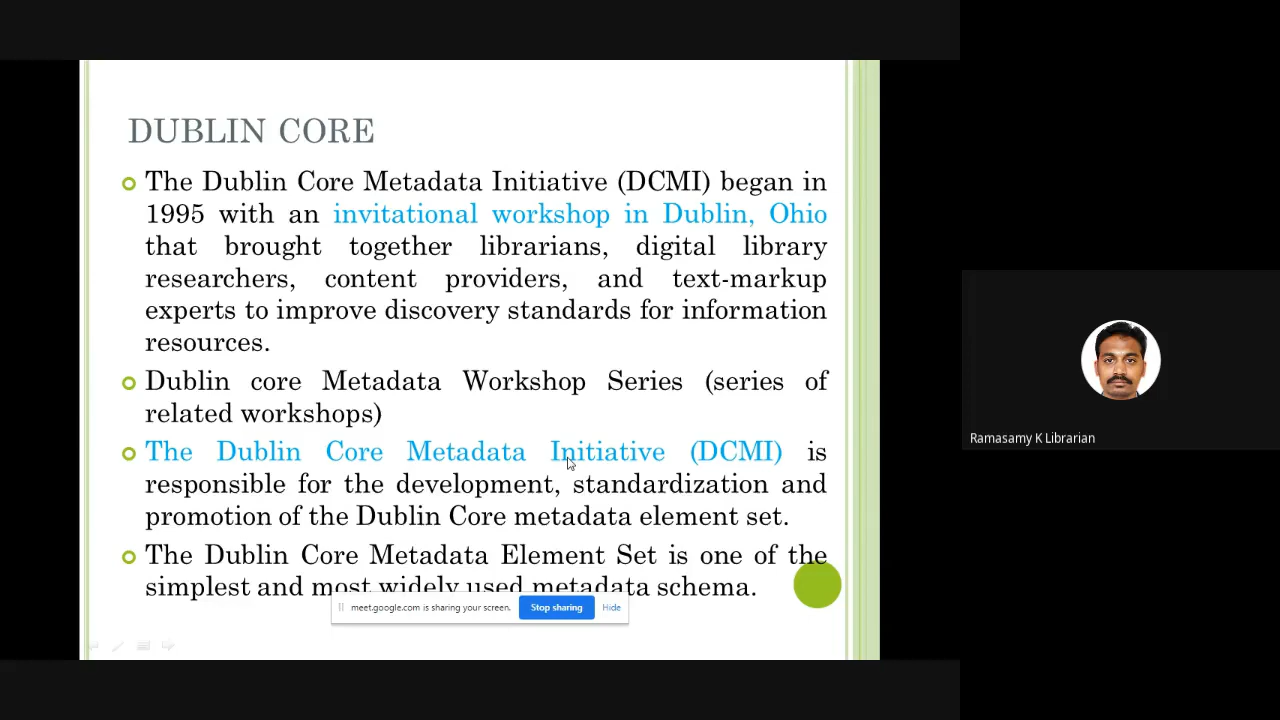 DUBLIN CORE
The Dublin Core Metadata Initiative (DCMI) began in
1995 with an invitational workshop in Dublin, Ohio
that brought together librarians, digital library
researchers, content providers, and text-markup
experts to improve discovery standards for information
resources.
Dublin core Metadata Workshop Series (series of
related workshops)
The Dublin Core Metadata Initiative (DCMI) is
responsible for the development, standardization and
promotion of the Dublin Core metadata element set.
The Dublin Core Metadata Element Set is one of the
simplest and most widely used metadata schema.
meet.google.com is sharing your screen. Stop sharing Hide
Ramasamy K Librarian